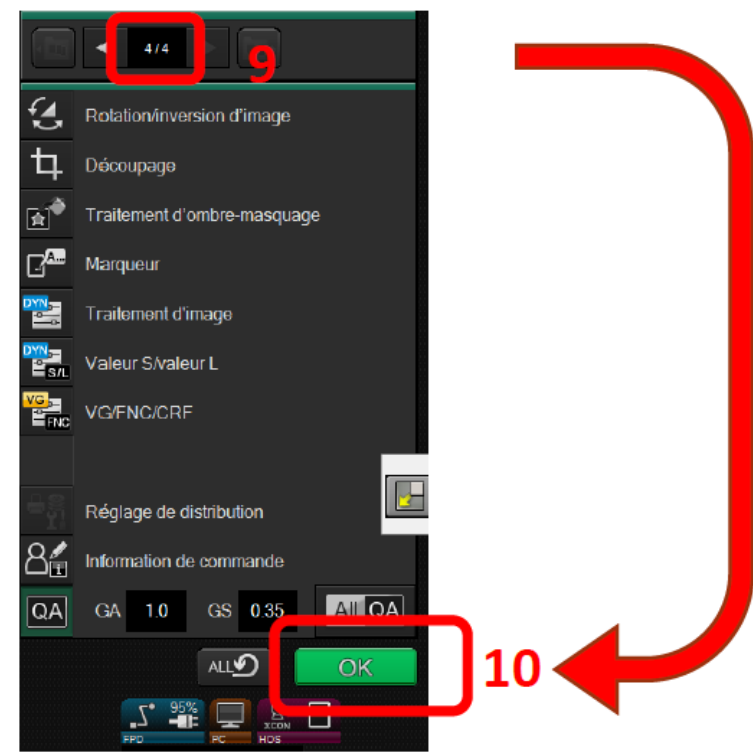 4/4
9
Rotation/inversion d'image
Découpage
Traitement d'ombre-masquage
A...
Marqueur
DYN
Traitement d'image
DYN
S/L
Valeur S/valeur L
VG
FNC
VG/FNC/CRF
Réglage de distribution
Information de commande
QA GA 1.0 GS 0.35 All QA
ALL OK 10
95%
FPD PC XCON HDS